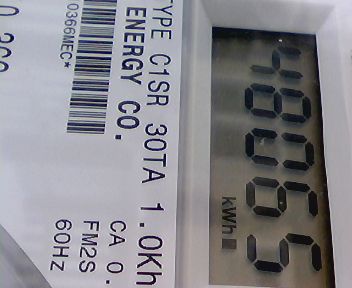 48065
kWh
TYPE C1SR 30TA 1.0Kh
ENERGY CO.
CA 0.
FM2S
60Hz
0366MEC*